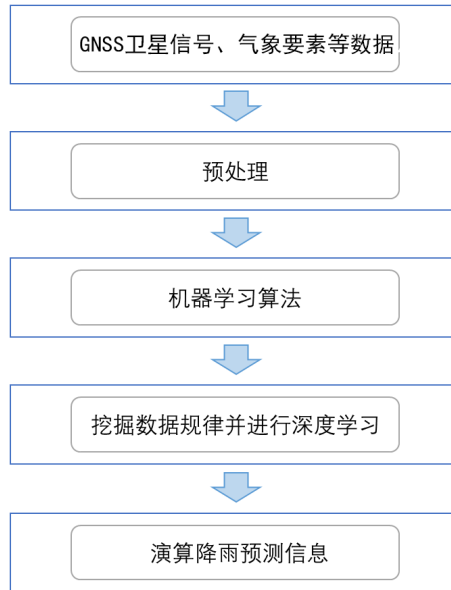 GNSS卫星信号、气象要素等数据
预处理
机器学习算法
挖掘数据规律并进行深度学习
演算降雨预测信息